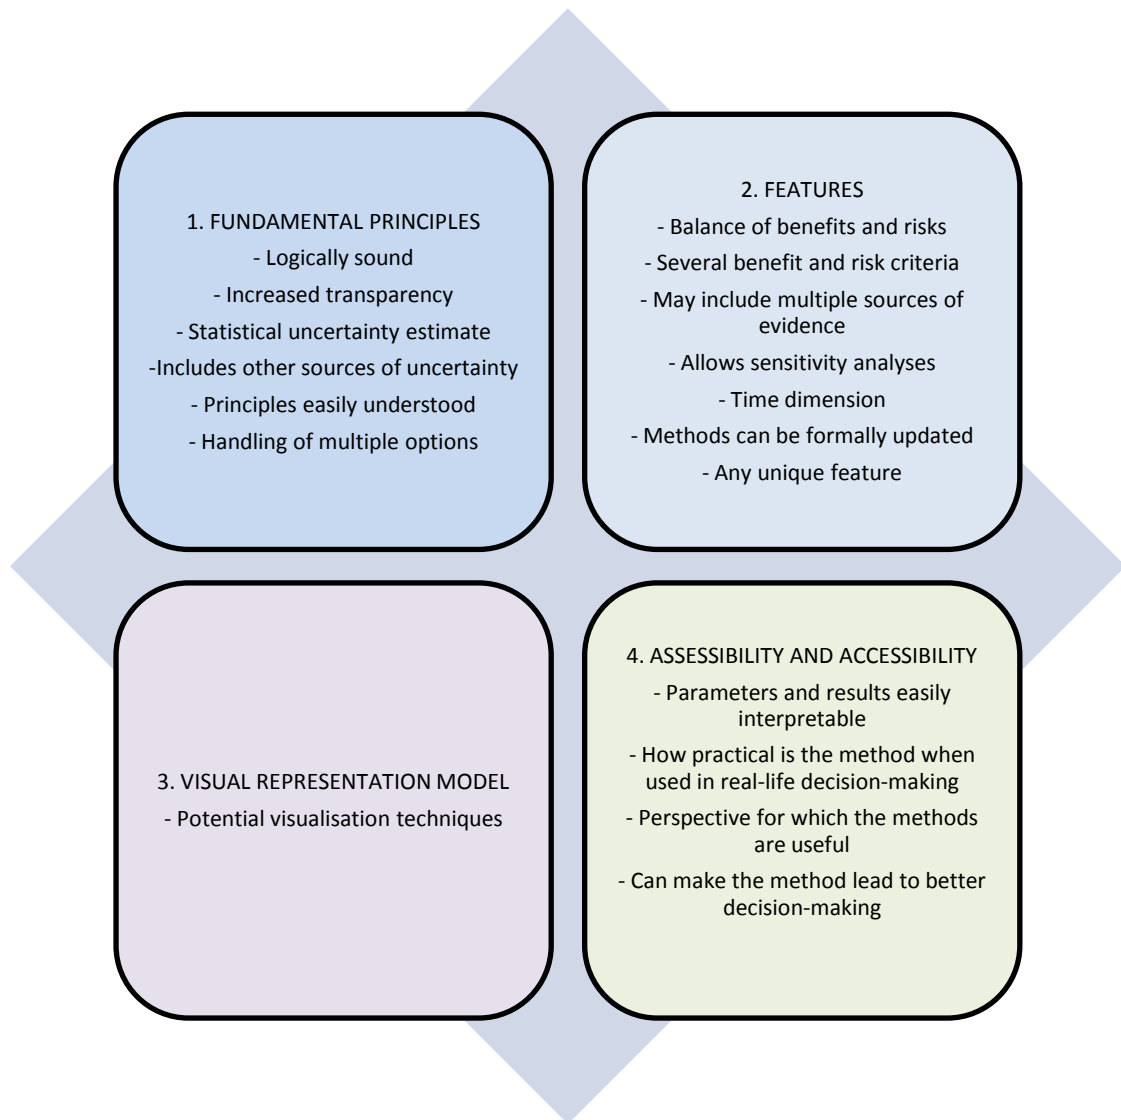 1. FUNDAMENTAL PRINCIPLES
- Logically sound
- Increased transparency
- Statistical uncertainty estimate
-Includes other sources of uncertainty
- Principles easily understood
- Handling of multiple options
2. FEATURES
- Balance of benefits and risks
- Several benefit and risk criteria
- May include multiple sources of
evidence
- Allows sensitivity analyses
- Time dimension
- Methods can be formally updated
- Any unique feature
3. VISUAL REPRESENTATION MODEL
- Potential visualisation techniques
4. ASSESSIBILITY AND ACCESSIBILITY
- Parameters and results easily
interpretable
- How practical is the method when
used in real-life decision-making
- Perspective for which the methods
are useful
- Can make the method lead to better
decision-making